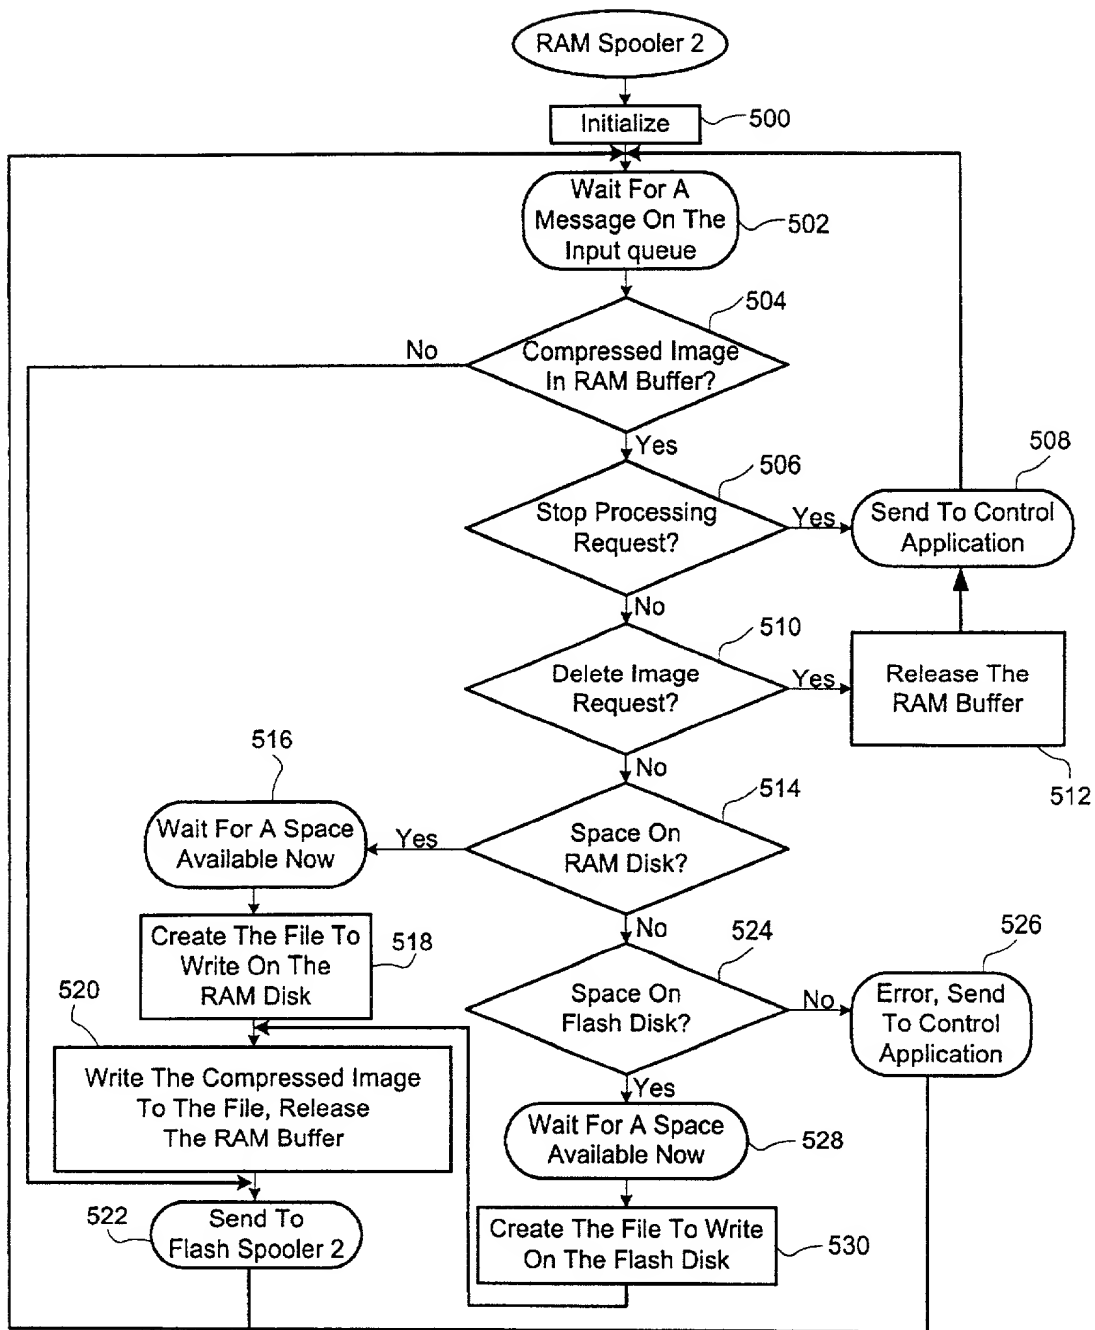 RAM Spooler 2
Initialize
500
Wait For A
Message On The
Input queue
502
504
Compressed Image
In RAM Buffer?
No
Yes
506
Stop Processing
Request?
Yes
508
Send To Control
Application
No
510
Delete Image
Request?
Yes
Release The
RAM Buffer
512
No
514
Space On
RAM Disk?
Yes
516
Wait For A Space
Available Now
Create The File To
Write On The
RAM Disk
518
No
524
Space On
Flash Disk?
No
526
Error, Send
To Control
Application
520
Write The Compressed Image
To The File, Release
The RAM Buffer
Yes
Wait For A Space
Available Now
528
522
Send To
Flash Spooler 2
Create The File To Write
On The Flash Disk
530